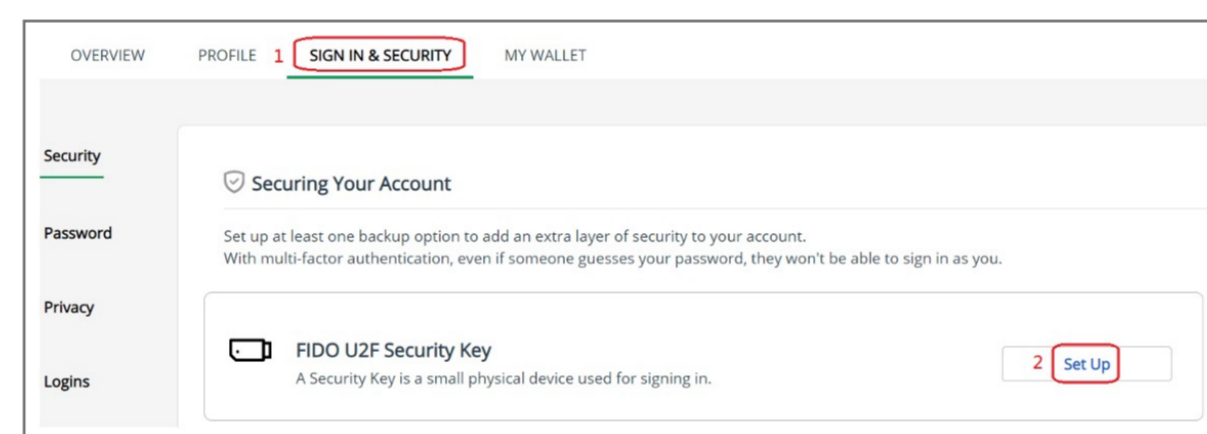 OVERVIEW PROFILE 1 SIGN IN & SECURITY MY WALLET
Security
Securing Your Account
Password
Set up at least one backup option to add an extra layer of security to your account.
With multi-factor authentication, even if someone guesses your password, they won't be able to sign in as you.
Privacy
FIDO U2F Security Key
A Security Key is a small physical device used for signing in.
2 Set Up
Logins